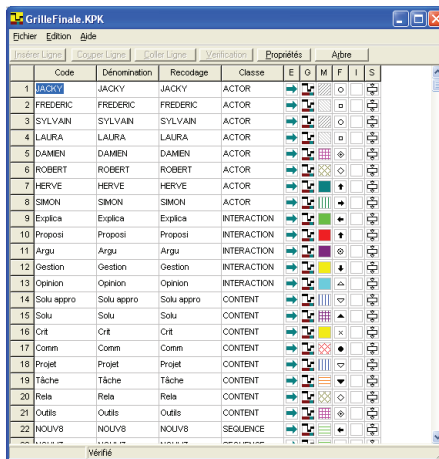 GrilleFinale.KPK
Fichier Edition Aide
Insérer Ligne Couper Ligne Coller Ligne Verification Propriétés Arbre
Code Dénomination Recodage Classe E G M F I S
1 JACKY JACKY JACKY ACTOR
2 FREDERIC FREDERIC FREDERIC ACTOR
3 SYLVAIN SYLVAIN SYLVAIN ACTOR
4 LAURA LAURA LAURA ACTOR
5 DAMIEN DAMIEN DAMIEN ACTOR
6 ROBERT ROBERT ROBERT ACTOR
7 HERVE HERVE HERVE ACTOR
8 SIMON SIMON SIMON ACTOR
9 Explica Explica Explica INTERACTION
10 Proposi Proposi Proposi INTERACTION
11 Argu Argu Argu INTERACTION
12 Gestion Gestion Gestion INTERACTION
13 Opinion Opinion Opinion INTERACTION
14 Solu appro Solu appro Solu appro CONTENT
15 Solu Solu Solu CONTENT
16 Crit Crit Crit CONTENT
17 Comm Comm Comm CONTENT
18 Projet Projet Projet CONTENT
19 Tâche Tâche Tâche CONTENT
20 Rela Rela Rela CONTENT
21 Outils Outils Outils CONTENT
22 NOUV8 NOUV8 NOUV8 SEQUENCE
Vérifié